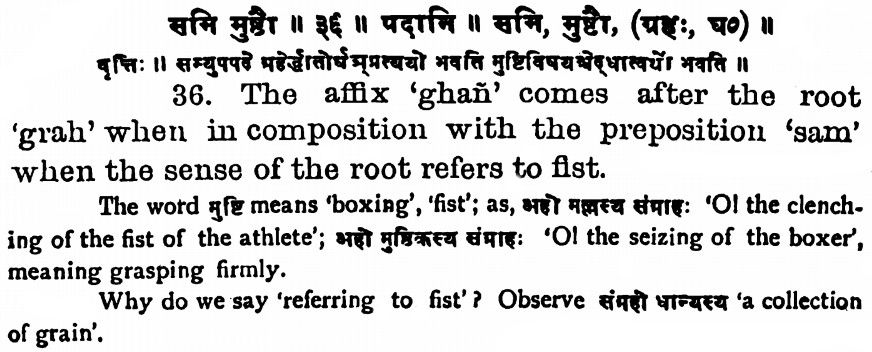 समि मुष्टौ ॥ ३६ ॥ पदानि ॥ समि, मुष्टौ, (ग्रहः, घ०) ॥
वृत्तिः ॥ सम्युपपदे ग्रहेर्द्धातोर्घञ्प्रत्ययो भवति मुष्टिविषयश्चेद्धात्वर्थो भवति ॥
36. The affix ‘ghañ’ comes after the root
‘grah’ when in composition with the preposition ‘sam’
when the sense of the root refers to fist.
The word मुष्टि means ‘boxing’, ‘fist’; as, अहो मल्लस्य संग्राहः ‘O! the clench-
ing of the fist of the athlete’; अहो मुष्टिकस्य संग्राहः ‘O! the seizing of the boxer’,
meaning grasping firmly.
Why do we say ‘referring to fist’? Observe संग्रहो धान्यस्य ‘a collection
of grain’.